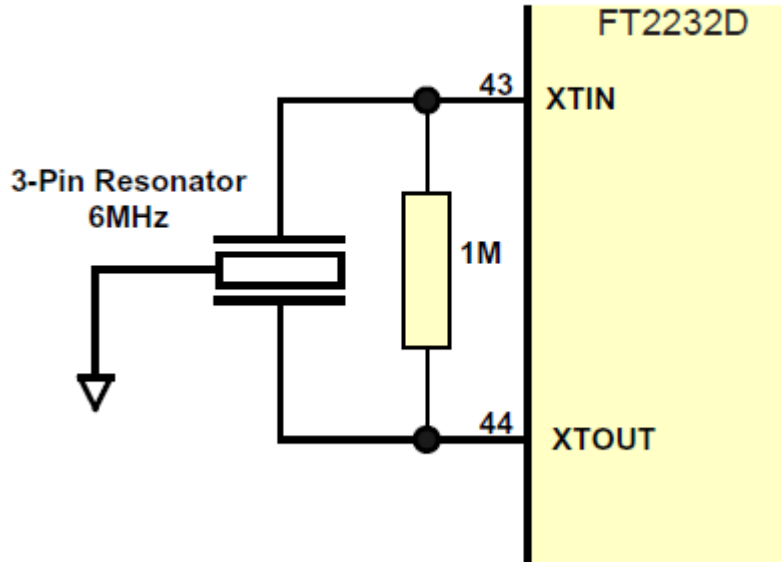 FT2232D
43
XTIN
3-Pin Resonator
6MHz
1M
44
XTOUT